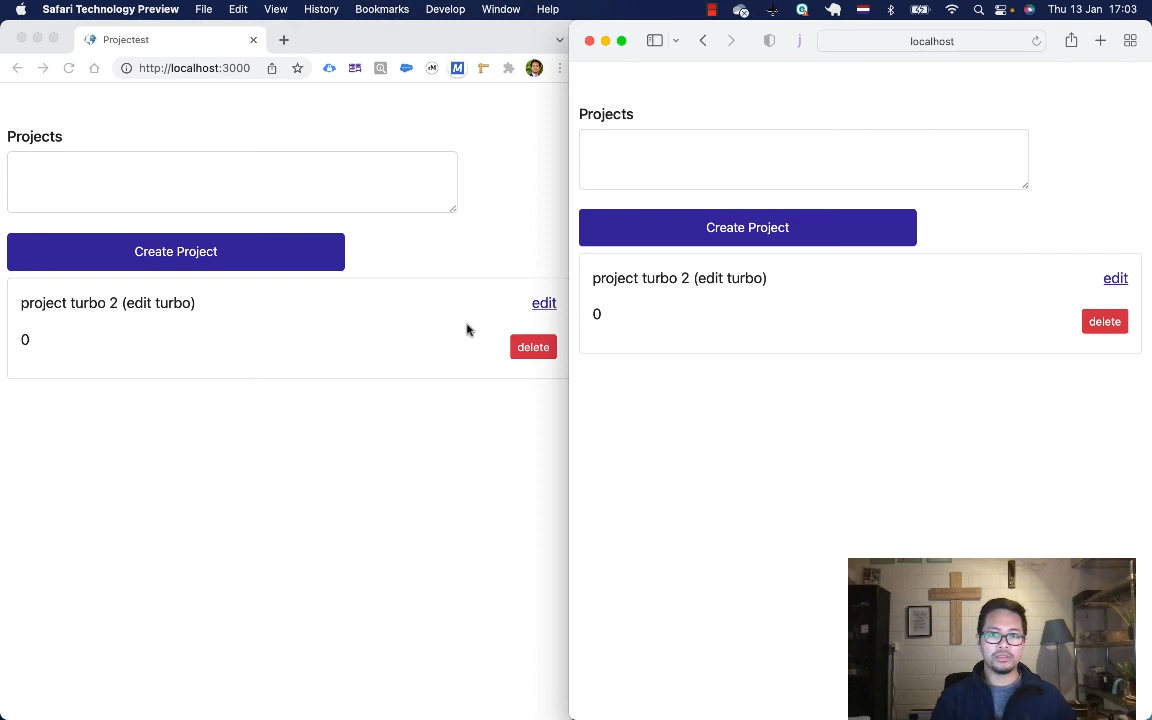 Safari Technology Preview File Edit View History Bookmarks Develop Window Help Thu 13 Jan 17:03
Projectest
http://localhost:3000
Projects
Create Project
project turbo 2 (edit turbo) edit
0
delete
localhost
Projects
Create Project
project turbo 2 (edit turbo) edit
0
delete